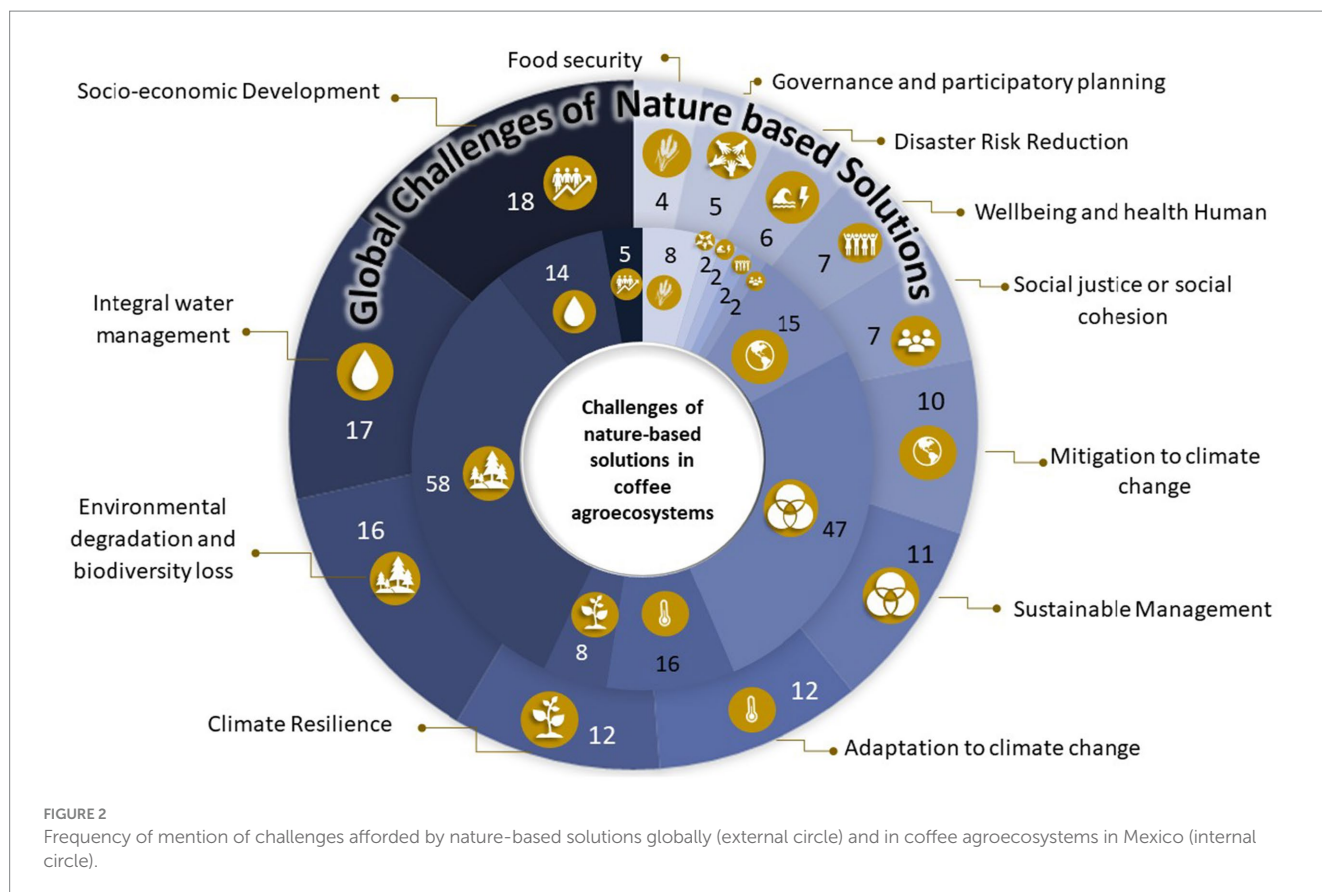 Food security
Socio-economic Development
Governance and participatory planning
Disaster Risk Reduction
Wellbeing and health Human
Social justice or social
cohesion
Integral water
management
Mitigation to climate
change
Environmental
degradation and
biodiversity loss
Sustainable Management
Climate Resilience
Adaptation to climate change
Global Challenges of Nature based Solutions
18
4
5
6
7
7
10
11
12
12
16
17
5
8
2
2
2
2
15
47
16
8
58
14
Challenges of
nature-based
solutions in
coffee
agroecosystems
FIGURE 2
Frequency of mention of challenges afforded by nature-based solutions globally (external circle) and in coffee agroecosystems in Mexico (internal
circle).